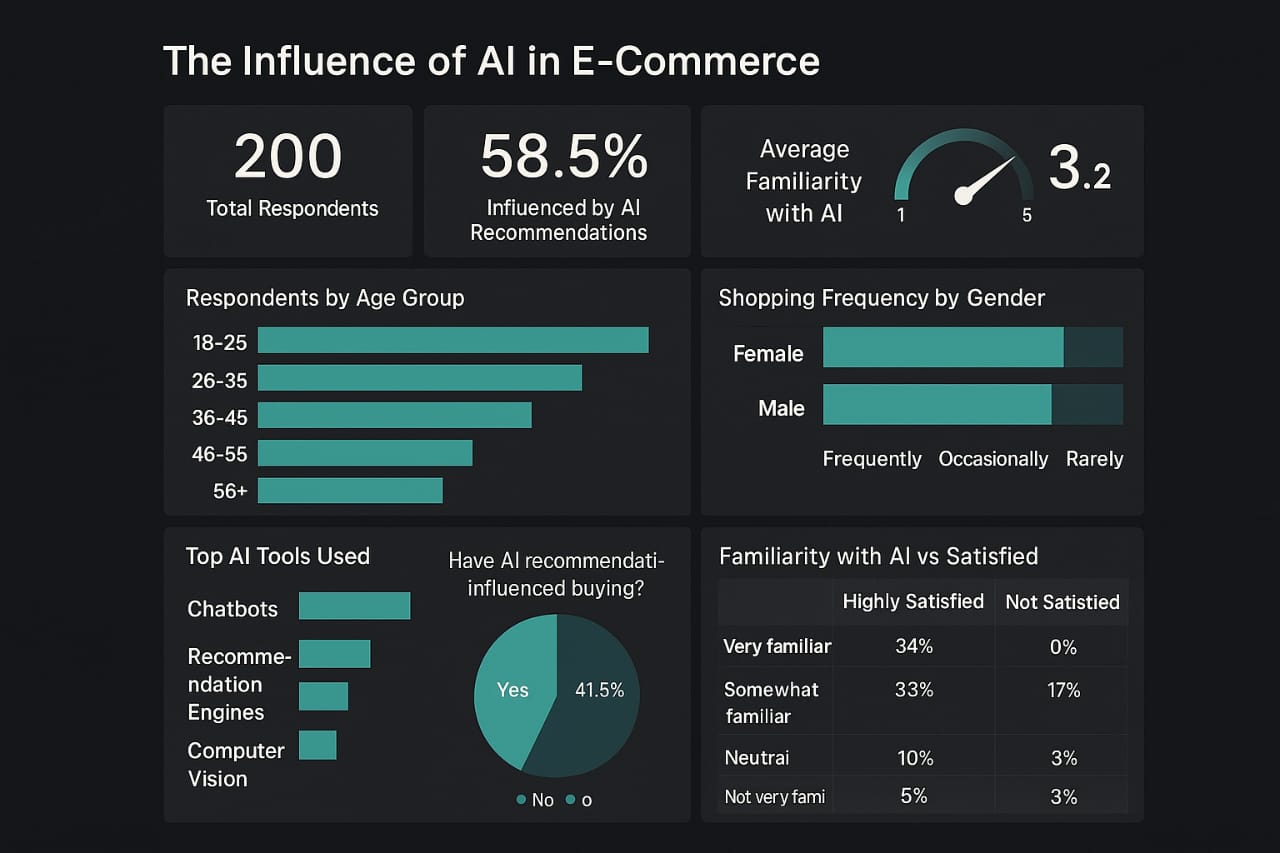 The Influence of AI in E-Commerce
200
Total Respondents
58.5%
Infiuenced by AI
Recommendations
Average
Familiarity
with AI
1
5
3.2
Respondents by Age Group
18-25
26-35
36-45
46-55
56+
Shopping Frequency by Gender
Female
Male
Frequently Occasionally Rarely
Top AI Tools Used
Chatbots
Recomme-
ndation
Engines
Computer
Vision
Have AI recommendati-
influenced buying?
Yes
41.5%
No o
Familiarity with AI vs Satisfied
Highly Satisfied Not Satistied
Very familiar 34% 0%
Somewhat
familiar
33% 17%
Neutrai 10% 3%
Not very fami 5% 3%